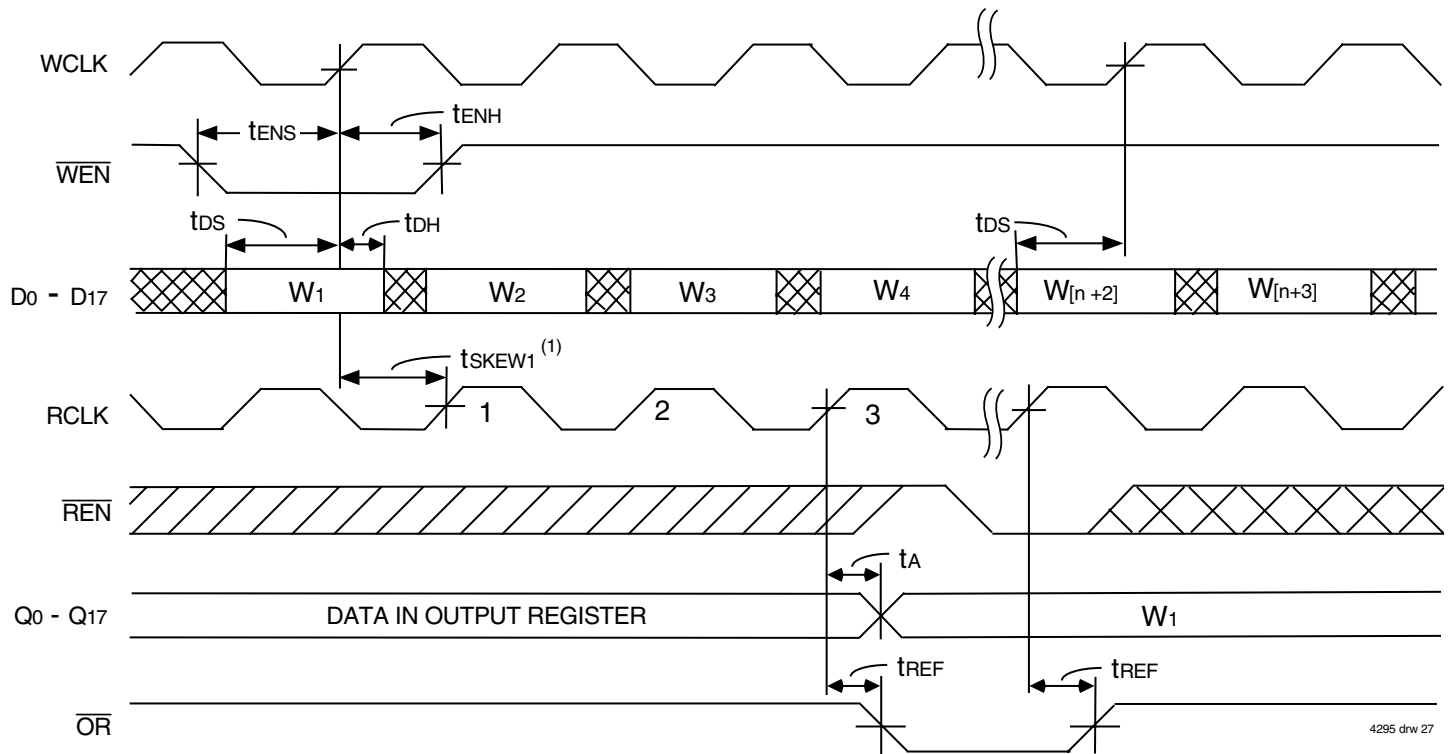 WCLK
tENS
tENH
WEN
tDS
tDH
tDS
D0 - D17
W1
W2
W3
W4
W[n +2]
W[n+3]
tSKEW1 (1)
RCLK
1
2
3
REN
tA
Q0 - Q17
DATA IN OUTPUT REGISTER
W1
tREF
tREF
OR
4295 drw 27